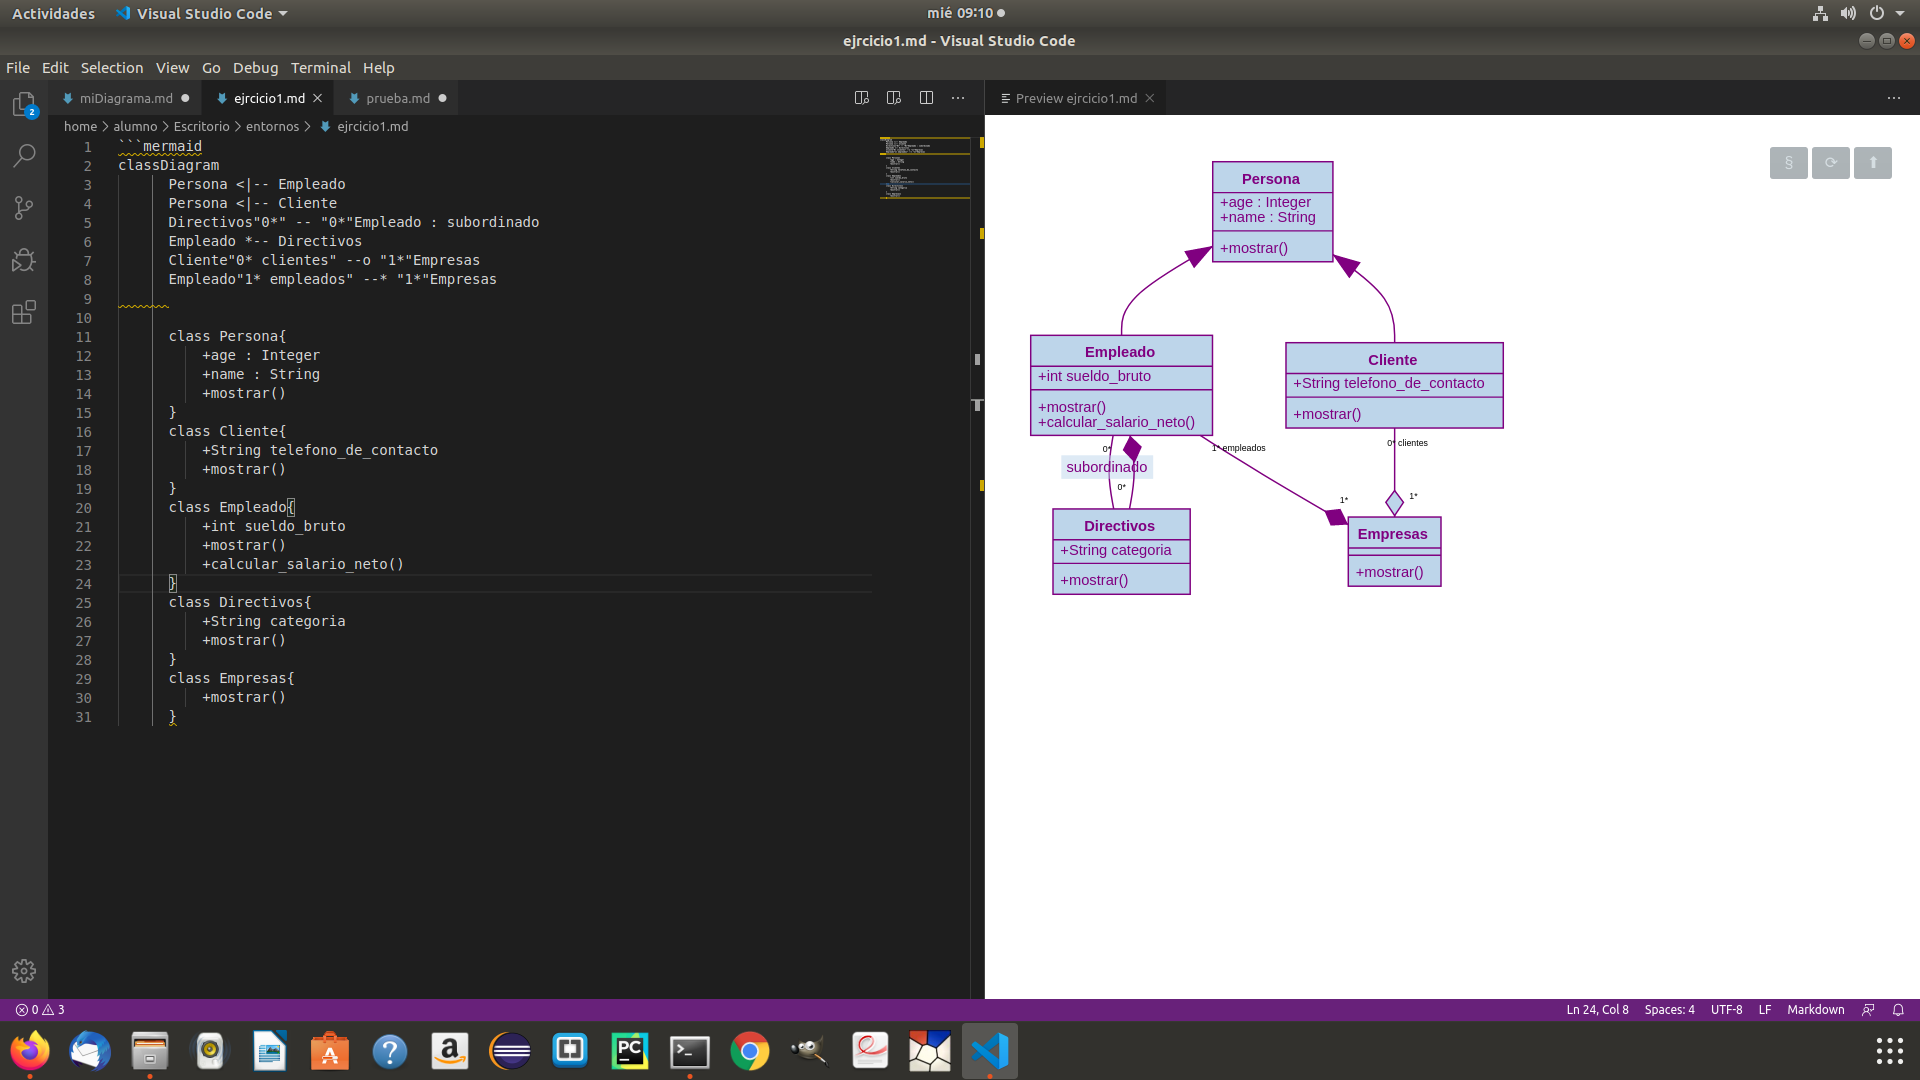 Actividades
Visual Studio Code
mié 09:10
ejrcicio1.md - Visual Studio Code
File Edit Selection View Go Debug Terminal Help
miDiagrama.md
ejrcicio1.md
prueba.md
Preview ejrcicio1.md
home > alumno > Escritorio > entornos > ejrcicio1.md
2
1 ```mermaid
2 classDiagram
3 Persona <|-- Empleado
4 Persona <|-- Cliente
5 Directivos"0*" -- "0*"Empleado : subordinado
6 Empleado *-- Directivos
7 Cliente"0* clientes" --o "1*"Empresas
8 Empleado"1* empleados" --* "1*"Empresas
9
10
11 class Persona{
12 +age : Integer
13 +name : String
14 +mostrar()
15 }
16 class Cliente{
17 +String telefono_de_contacto
18 +mostrar()
19 }
20 class Empleado{
21 +int sueldo_bruto
22 +mostrar()
23 +calcular_salario_neto()
24 }
25 class Directivos{
26 +String categoria
27 +mostrar()
28 }
29 class Empresas{
30 +mostrar()
31 }
§
Persona
+age : Integer
+name : String
+mostrar()
Empleado
+int sueldo_bruto
+mostrar()
+calcular_salario_neto()
Cliente
+String telefono_de_contacto
+mostrar()
0*
subordinado
0*
1* empleados
1*
0* clientes
1*
Directivos
+String categoria
+mostrar()
Empresas
+mostrar()
0 3
Ln 24, Col 8 Spaces: 4 UTF-8 LF Markdown
A
?
a
PC
>_